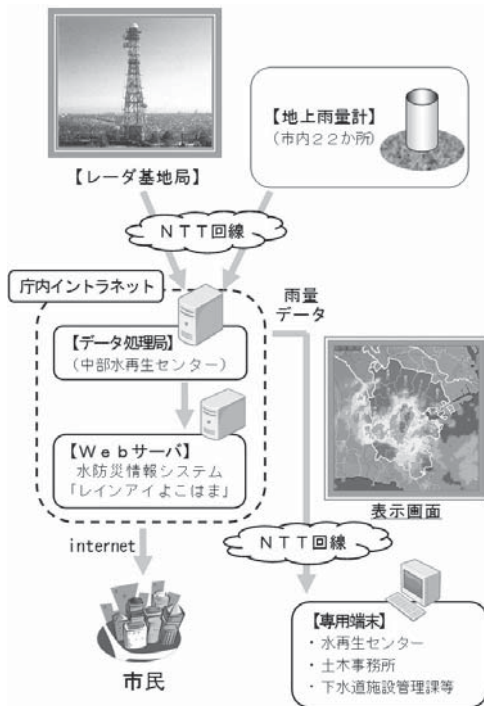 【レーダ基地局】
【地上雨量計】
（市内２２か所）
ＮＴＴ回線
庁内イントラネット
【データ処理局】
（中部水再生センター）
雨量
データ
【Ｗｅｂサーバ】
水防災情報システム
「レインアイよこはま」
表示画面
internet
ＮＴＴ回線
市民
【専用端末】
・水再生センター
・土木事務所
・下水道施設管理課等